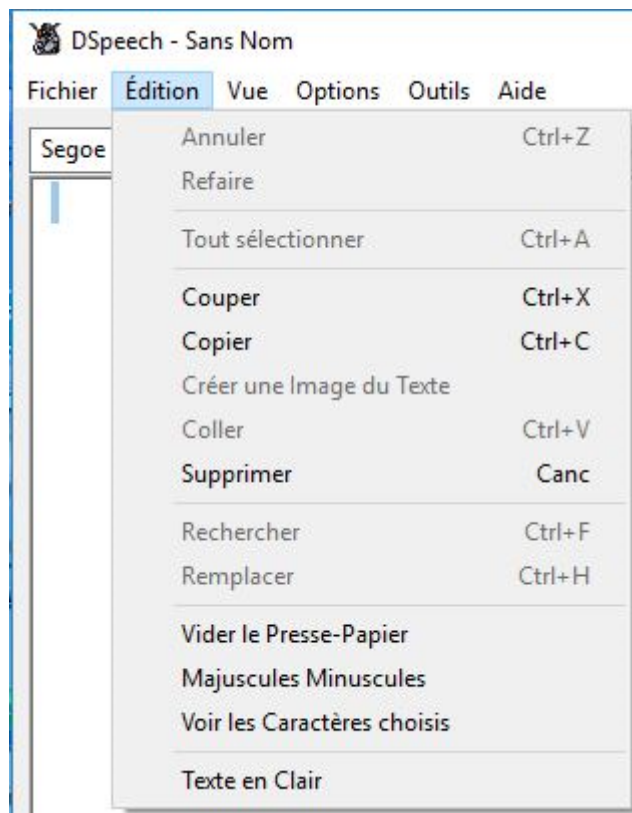 DSpeech - Sans Nom
Fichier Édition Vue Options Outils Aide
Segoe
Annuler Ctrl+Z
Refaire
Tout sélectionner Ctrl+A
Couper Ctrl+X
Copier Ctrl+C
Créer une Image du Texte
Coller Ctrl+V
Supprimer Canc
Rechercher Ctrl+F
Remplacer Ctrl+H
Vider le Presse-Papier
Majuscules Minuscules
Voir les Caractères choisis
Texte en Clair